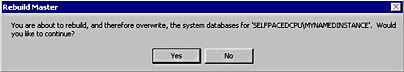 Rebuild Master
You are about to rebuild, and therefore overwrite, the system databases for 'SELFPACEDCPU\MYNAMEDINSTANCE'. Would
you like to continue?
Yes No